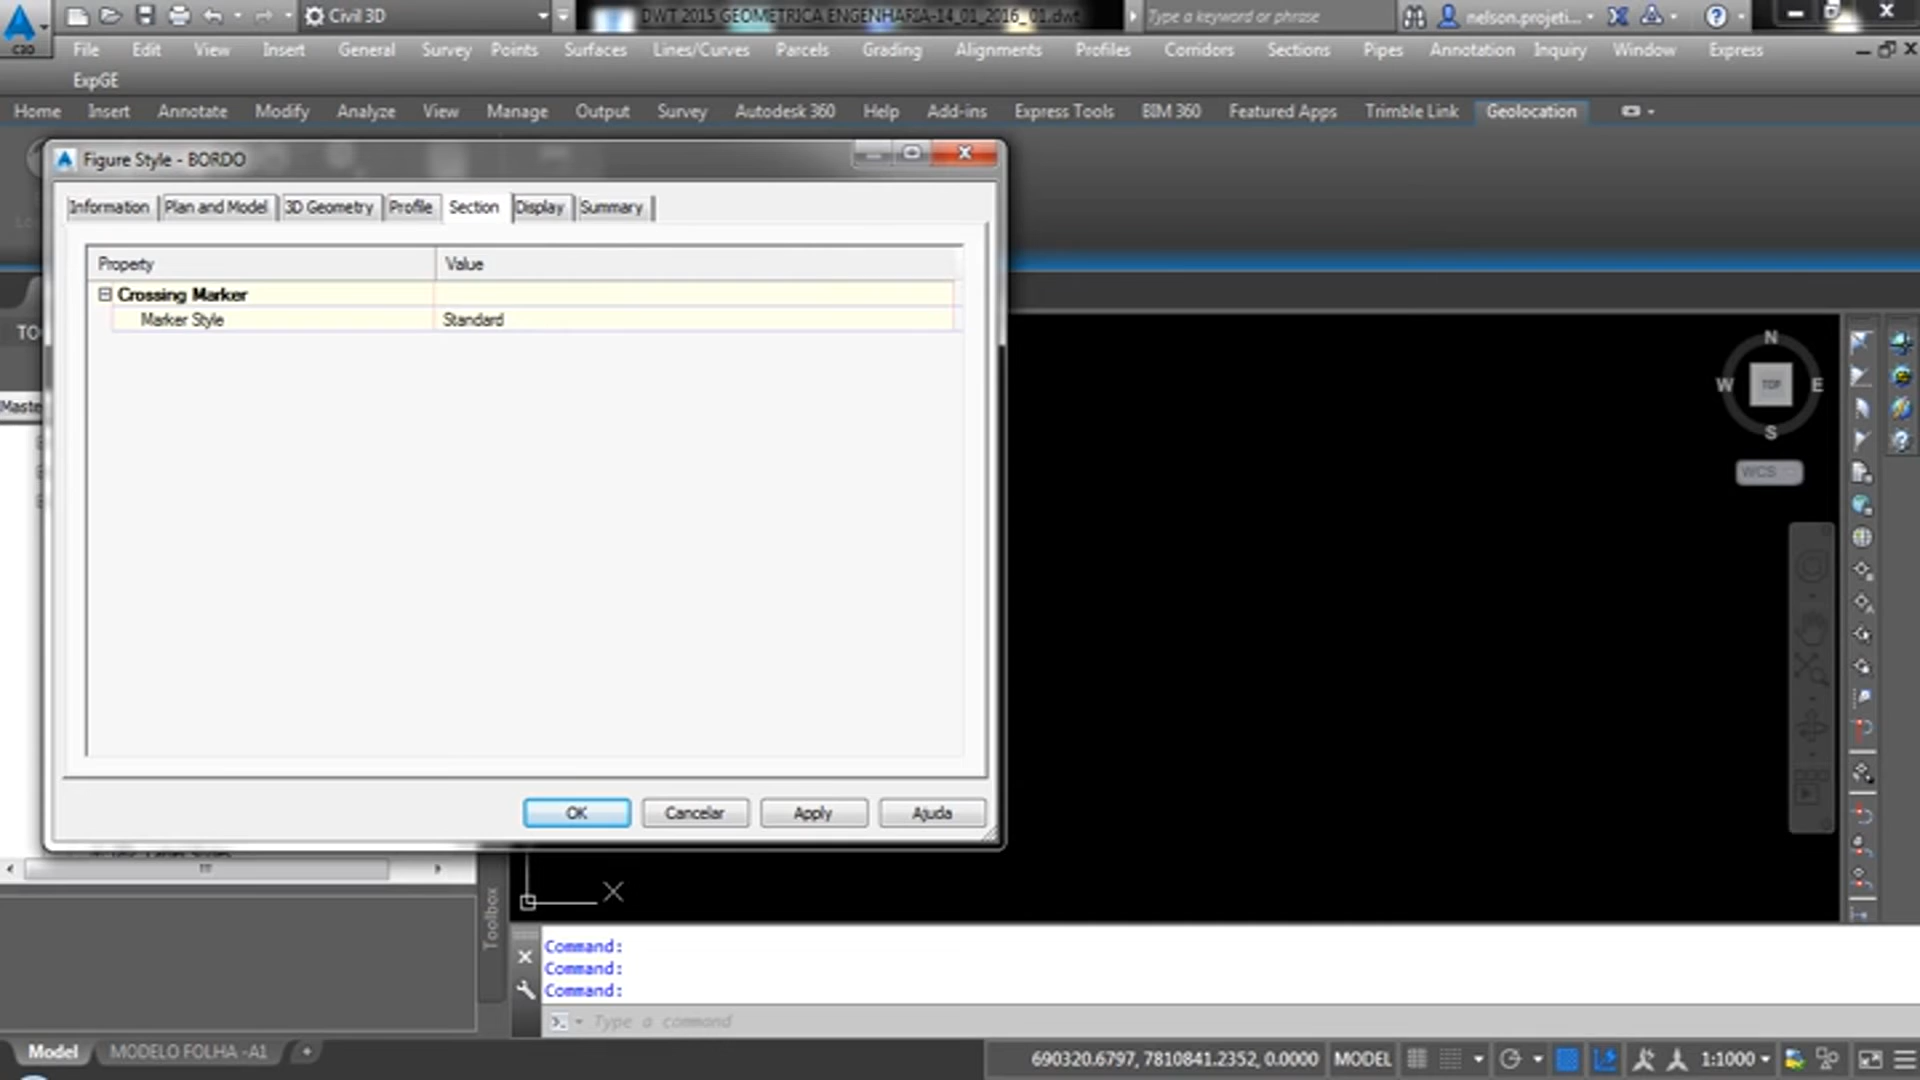 Civil 3D
DWT 2015 GEOMETRICA ENGENHARIA-14_01_2016_01.dwt
Type a keyword or phrase
nelson.projeti...
C3D
File Edit View Insert General Survey Points Surfaces Lines/Curves Parcels Grading Alignments Profiles Corridors Sections Pipes Annotation Inquiry Window Express
ExpGE
Home Insert Annotate Modify Analyze View Manage Output Survey Autodesk 360 Help Add-ins Express Tools BIM 360 Featured Apps Trimble Link Geolocation
Figure Style - BORDO
Information Plan and Model 3D Geometry Profile Section Display Summary
Property Value
Crossing Marker
Marker Style Standard
TO
Maste
N
W TOP E
S
WCS
OK Cancelar Apply Ajuda
Toolbox
X
Command:
Command:
Command:
Type a command
Model MODELO FOLHA -A1 +
690320.6797, 7810841.2352, 0.0000 MODEL 1:1000